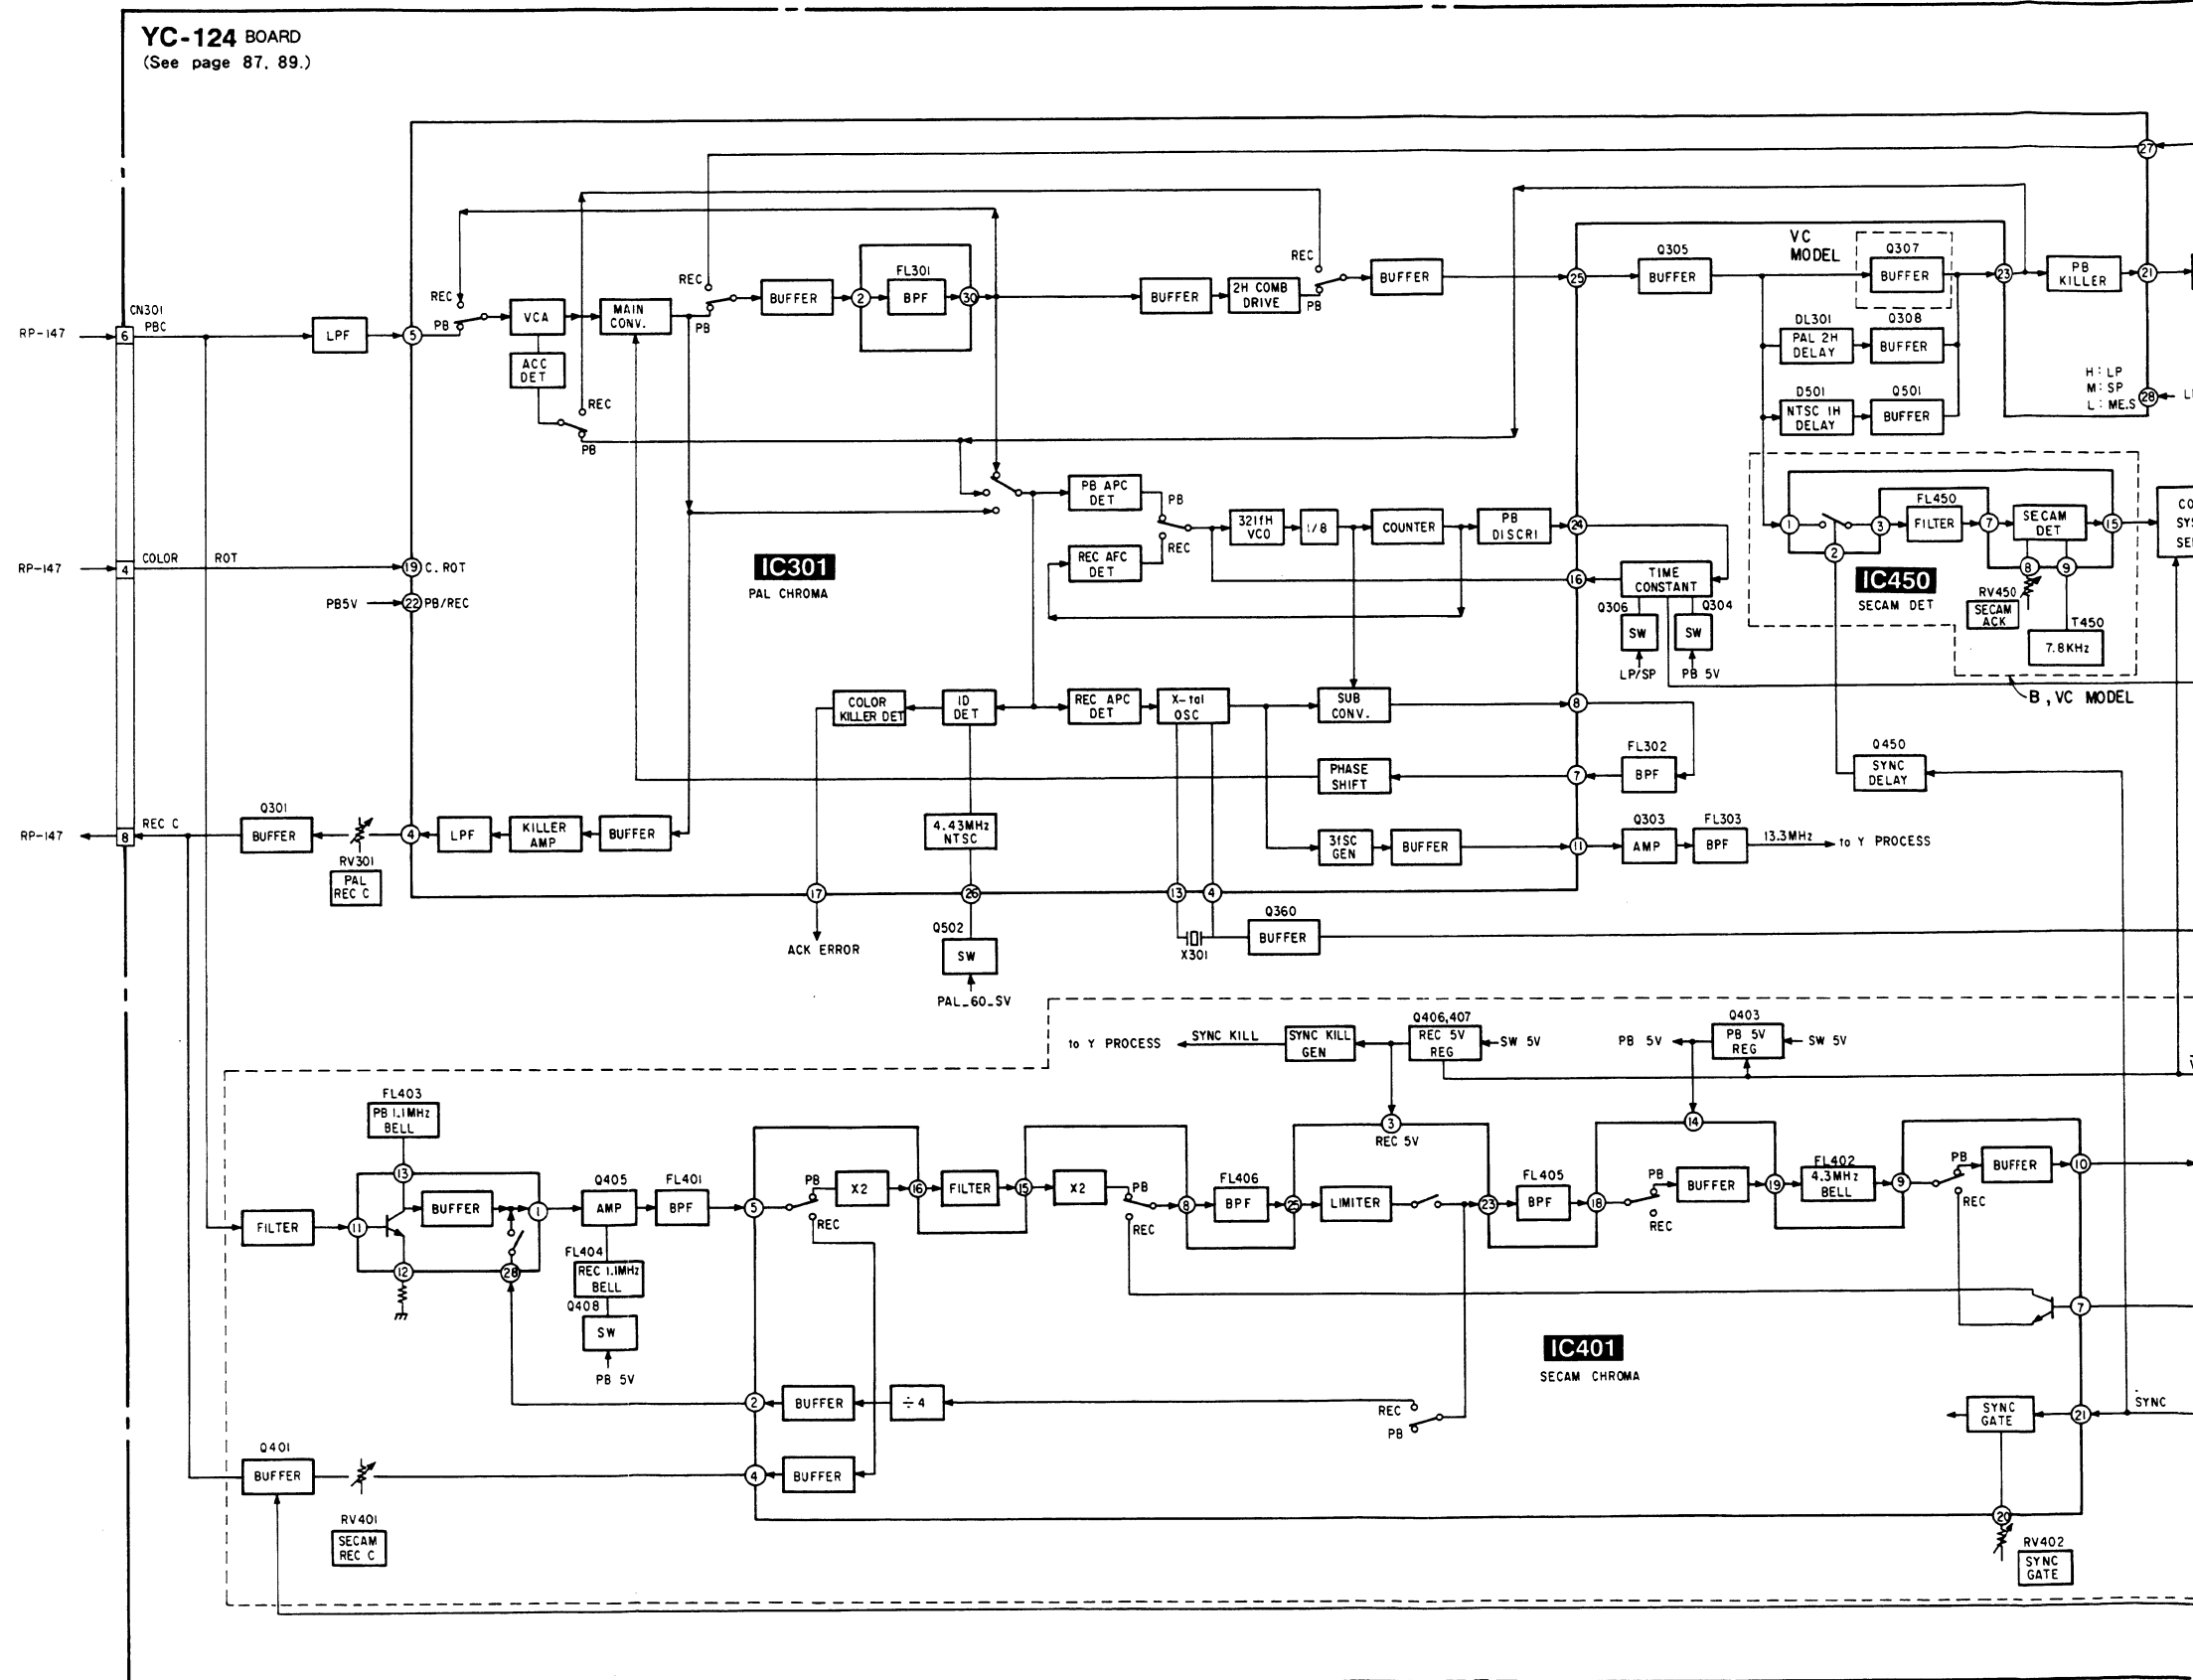 YC-124 BOARD
(See page 87, 89.)
27
REC
PB
VCA
ACC
DET
REC
PB
MAIN
CONV.
REC
PB
BUFFER
2
FL301
BPF
30
BUFFER
2H COMB
DRIVE
REC
PB
BUFFER
25
Q305
BUFFER
VC
MODEL
Q307
BUFFER
23
PB
KILLER
21
DL301
PAL 2H
DELAY
Q308
BUFFER
D501
NTSC 1H
DELAY
Q501
BUFFER
H:LP
M:SP
L:ME.S
28
CN301
RP-147
6
PBC
LPF
5
RP-147
4
COLOR ROT
19
C.ROT
PB5V
22
PB/REC
IC301
PAL CHROMA
PB APC
DET
PB
REC
REC AFC
DET
321fH
VCO
1/8
COUNTER
PB
DISCRI
24
16
TIME
CONSTANT
Q306
SW
LP/SP
Q304
SW
PB 5V
1
2
3
FL450
FILTER
7
SECAM
DET
15
8
9
IC450
SECAM DET
RV450
SECAM
ACK
T450
7.8KHz
B, VC MODEL
COLOR
KILLER DET
ID
DET
REC APC
DET
X-tal
OSC
SUB
CONV.
8
PHASE
SHIFT
7
FL302
BPF
Q450
SYNC
DELAY
RP-147
8
REC C
Q301
BUFFER
RV301
PAL
REC C
4
LPF
KILLER
AMP
BUFFER
4.43MHz
NTSC
3fSC
GEN
BUFFER
11
Q303
AMP
FL303
BPF
13.3MHz
to Y PROCESS
17
26
13
4
ACK ERROR
Q502
SW
PAL_60_SV
X301
Q360
BUFFER
to Y PROCESS
SYNC KILL
SYNC KILL
GEN
Q406,407
REC 5V
REG
SW 5V
PB 5V
Q403
PB 5V
REG
SW 5V
FL403
PB 1.1MHz
BELL
13
FILTER
11
12
BUFFER
1
28
Q405
AMP
FL401
BPF
FL404
REC 1.1MHz
BELL
Q408
SW
PB 5V
5
PB
REC
X2
16
FILTER
15
X2
PB
REC
8
FL406
BPF
25
3
REC 5V
LIMITER
23
FL405
BPF
18
14
PB
REC
BUFFER
19
FL402
4.3MHz
BELL
9
PB
REC
BUFFER
10
7
IC401
SECAM CHROMA
2
BUFFER
÷4
REC
PB
SYNC
GATE
21
SYNC
Q401
BUFFER
RV401
SECAM
REC C
4
BUFFER
20
RV402
SYNC
GATE